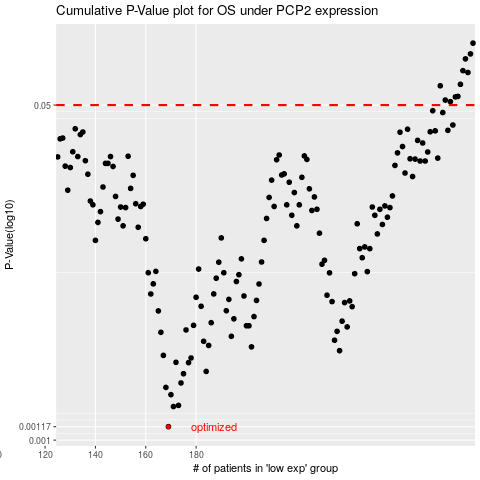 Cumulative P-Value plot for OS under PCP2 expression
P-Value(log10)
0.05
0.00117
0.001
optimized
0 120 140 160 180
# of patients in 'low exp' group